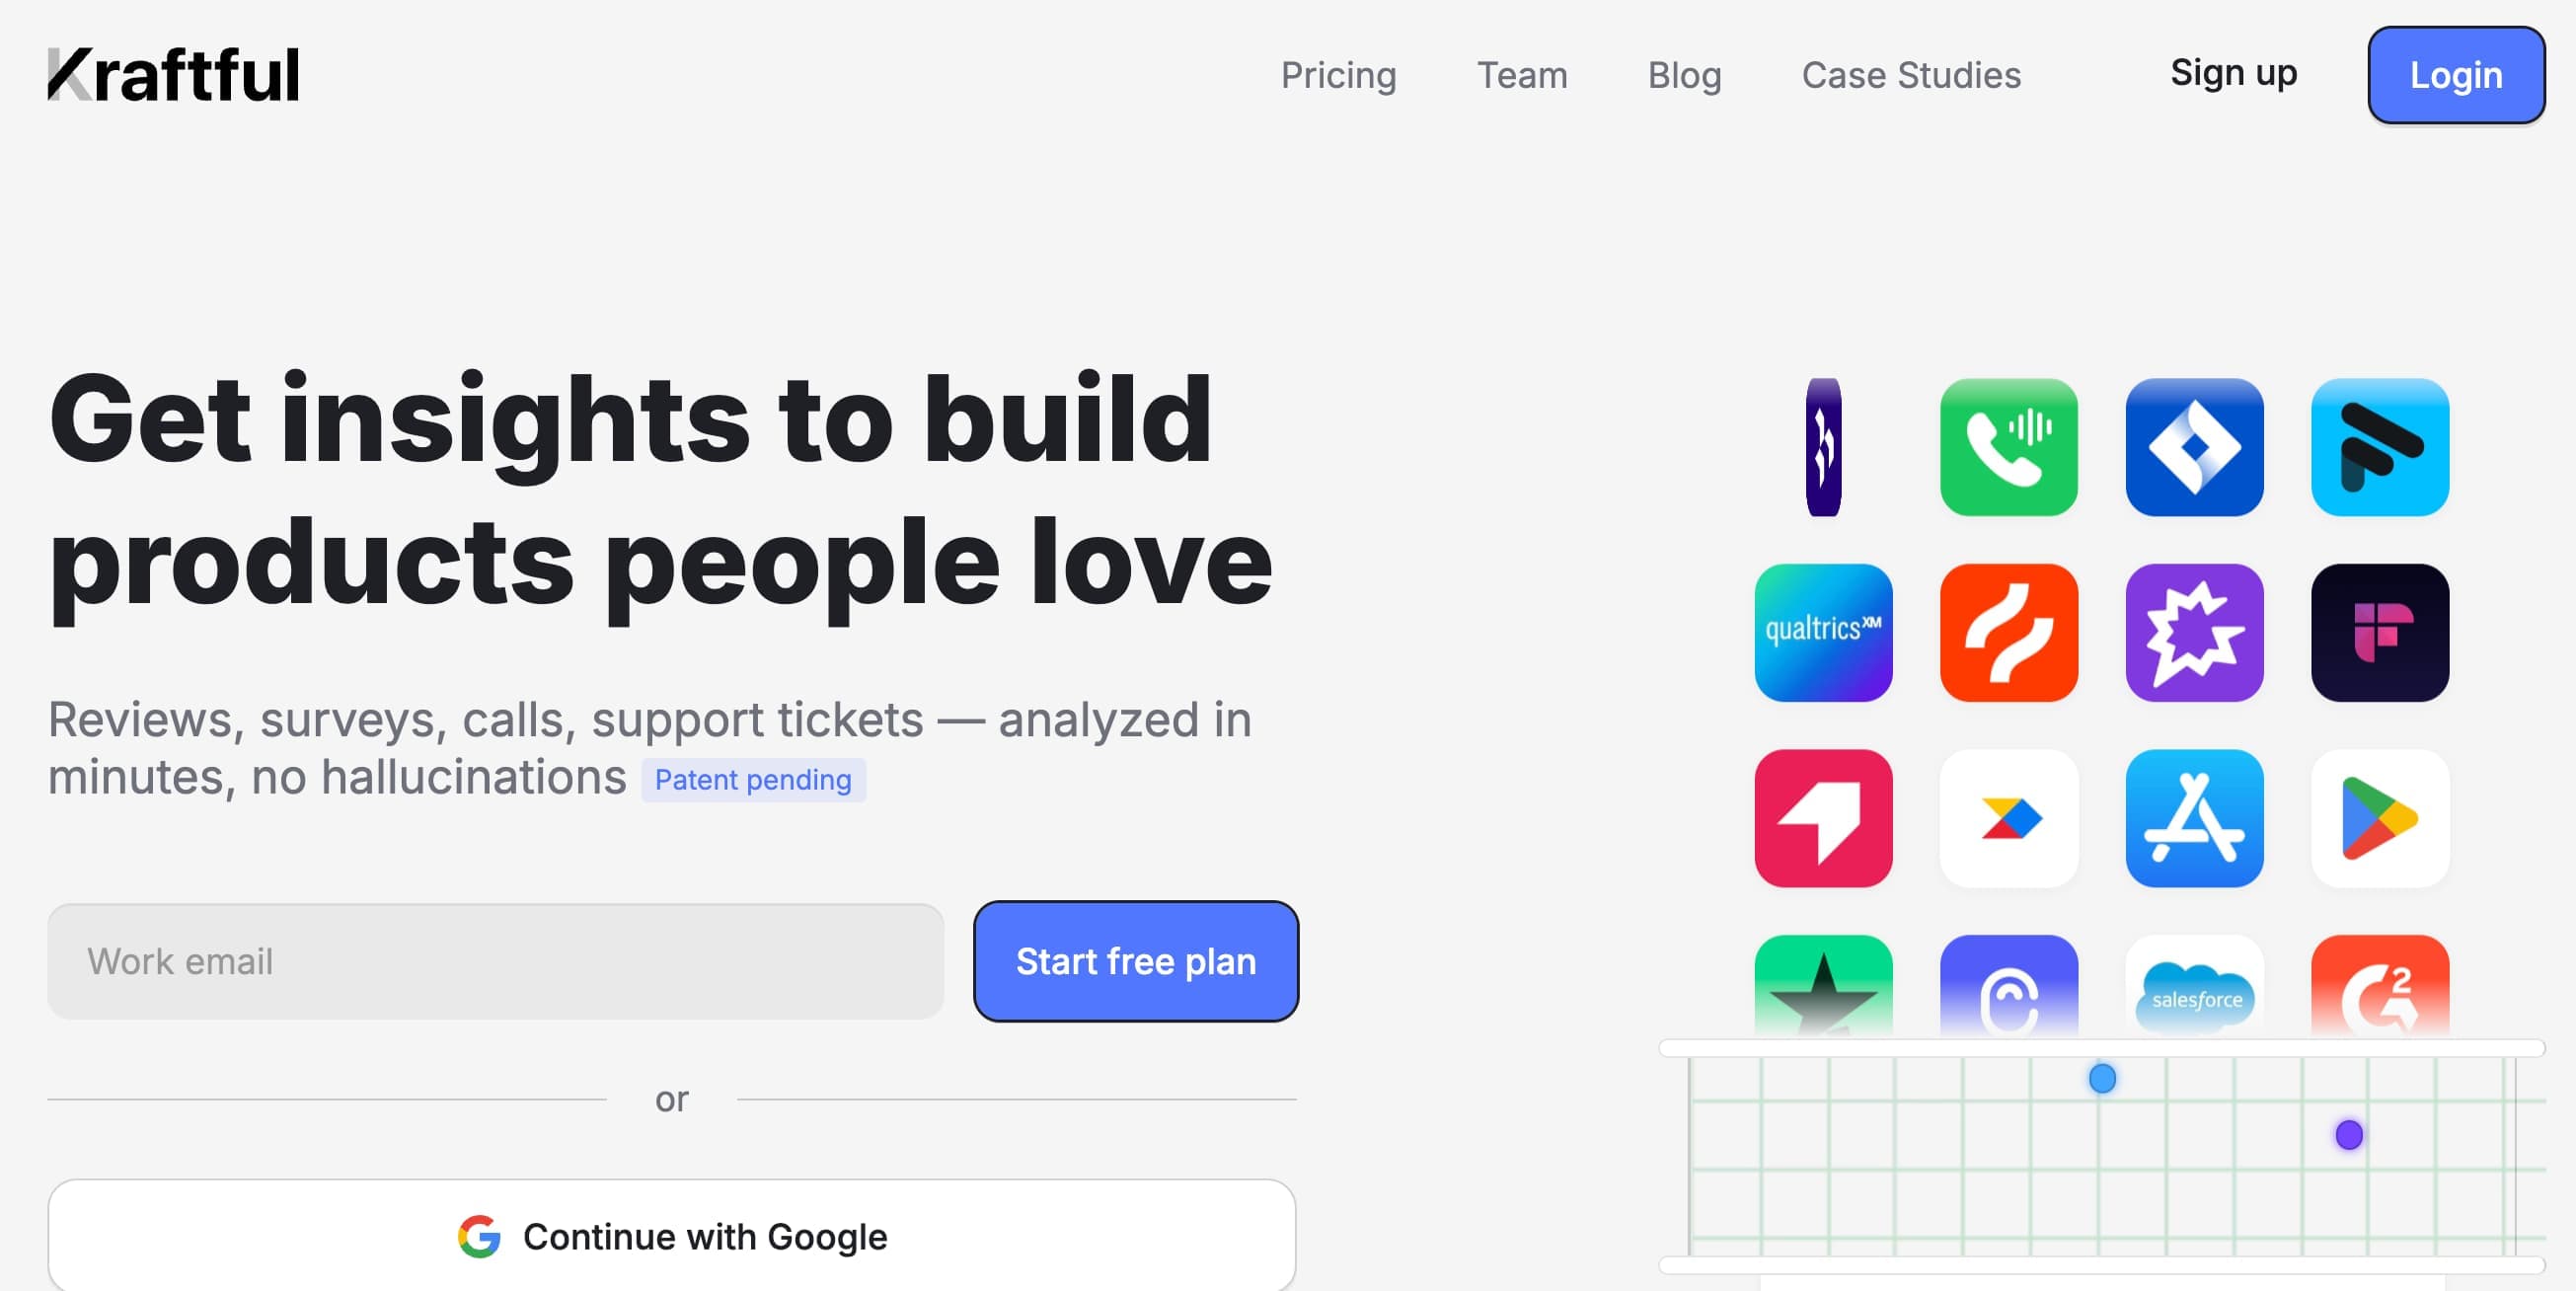 Kraftful
Pricing
Team
Blog
Case Studies
Sign up
Login
Get insights to build
products people love
Reviews, surveys, calls, support tickets — analyzed in
minutes, no hallucinations Patent pending
Work email
Start free plan
or
Continue with Google
qualtricsXM
salesforce
G2